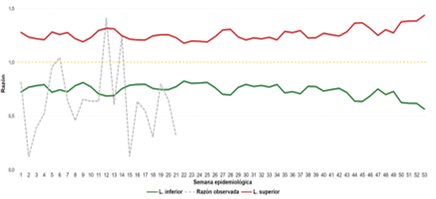 1,5
1,0
0,5
0,0
Razón
1 2 3 4 5 6 7 8 9 10 11 12 13 14 15 16 17 18 19 20 21 22 23 24 25 26 27 28 29 30 31 32 33 34 35 36 37 38 39 40 41 42 43 44 45 46 47 48 49 50 51 52 53
Semana epidemiológica
L. inferior Razón observada L. superior